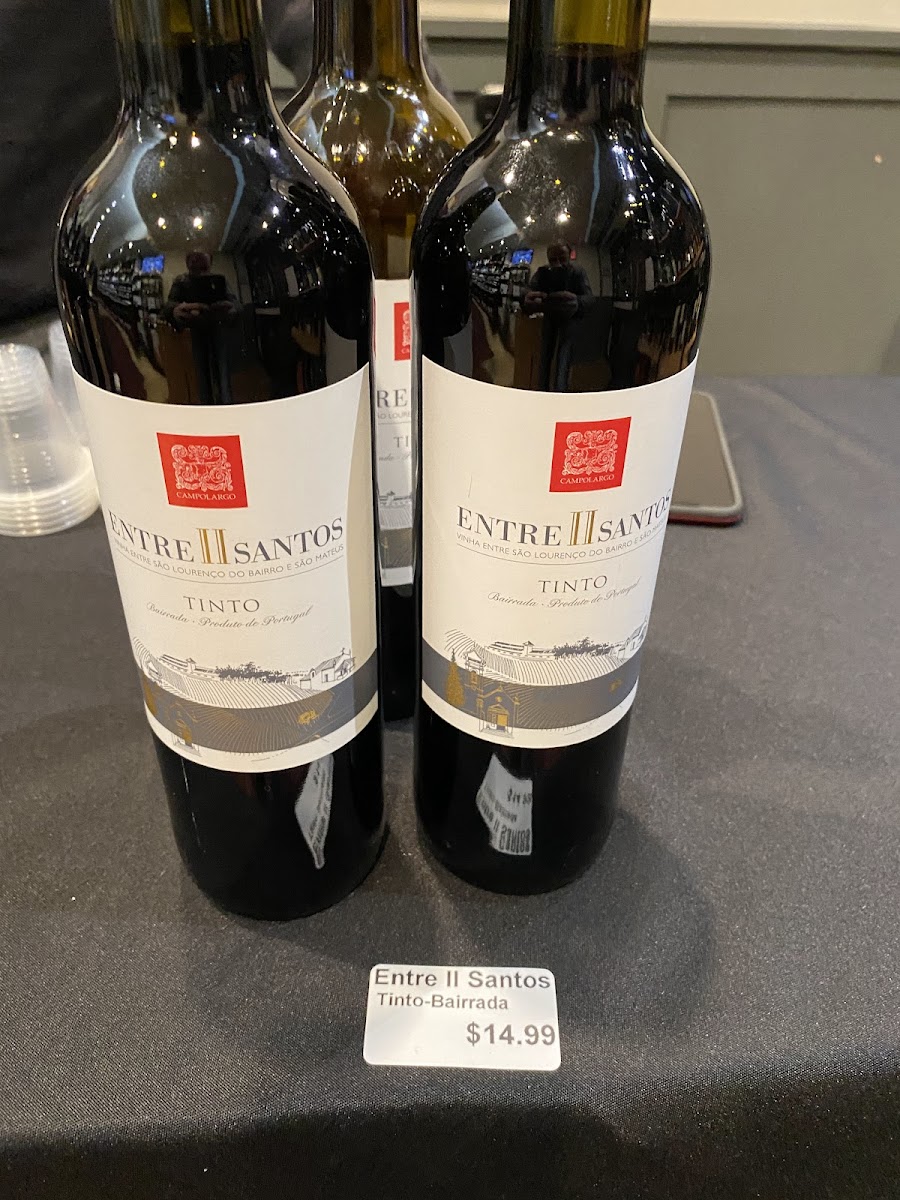 CAMPOLARGO
ENTRE II SANTOS
VINHA ENTRE SÃO LOURENÇO DO BAIRRO E SÃO MATEUS
TINTO
Bairrada - Produto de Portugal
CAMPOLARGO
ENTRE II SANTOS
VINHA ENTRE SÃO LOURENÇO DO BAIRRO E SÃO MATEUS
TINTO
Bairrada - Produto de Portugal
Entre II Santos
Tinto-Bairrada
$14.99